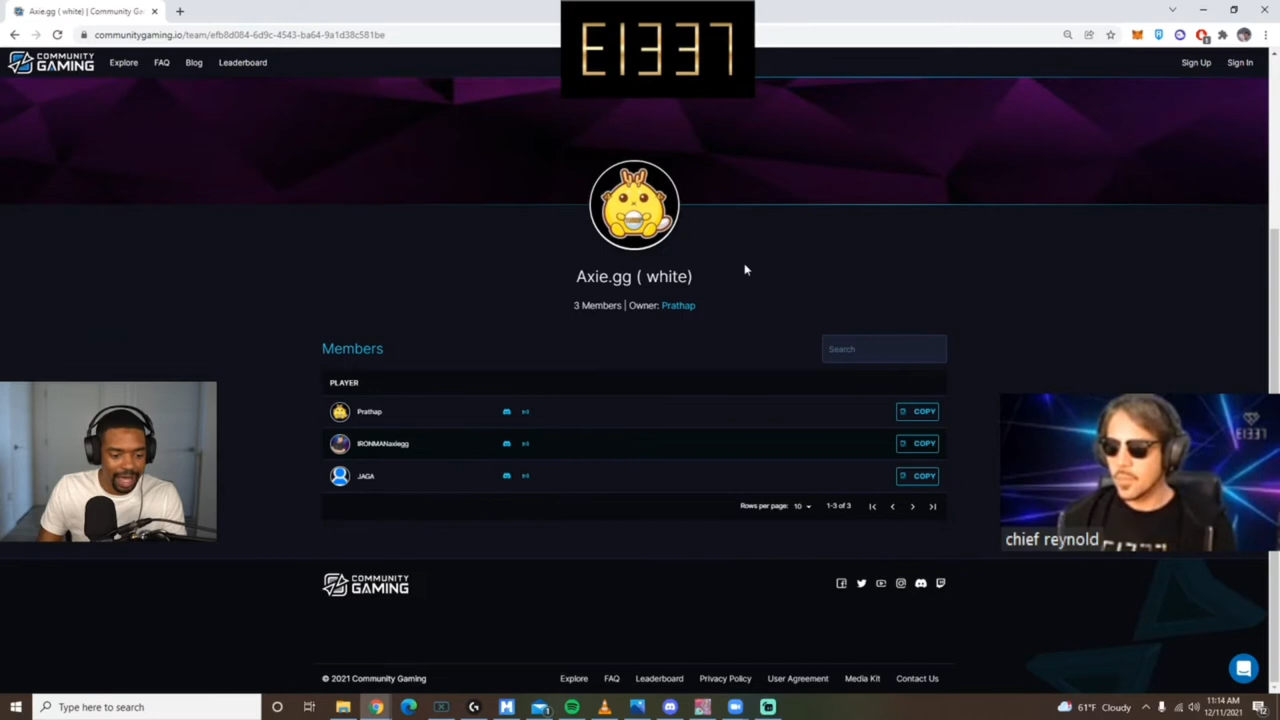 Axie.gg ( white) | Community Ga
communitygaming.io/team/efb8d084-6d9c-4543-ba64-9a1d38c581be
E1337
COMMUNITY GAMING
Explore
FAQ
Blog
Leaderboard
Sign Up
Sign In
Axie.gg ( white)
3 Members | Owner: Prathap
Members
Search
PLAYER
Prathap
COPY
IRONMANaxiegg
COPY
JAGA
COPY
Rows per page: 10
1-3 of 3
E1337
chief reynold
COMMUNITY GAMING
© 2021 Community Gaming
Explore
FAQ
Leaderboard
Privacy Policy
User Agreement
Media Kit
Contact Us
Type here to search
61°F Cloudy
11:14 AM
12/11/2021